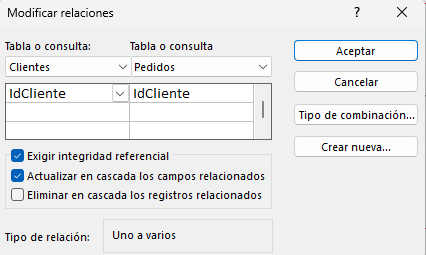 Modificar relaciones
? ×
Tabla o consulta: Tabla o consulta
Clientes Pedidos
IdCliente IdCliente
Aceptar
Cancelar
Tipo de combinación...
Crear nueva...
Exigir integridad referencial
Actualizar en cascada los campos relacionados
Eliminar en cascada los registros relacionados
Tipo de relación: Uno a varios